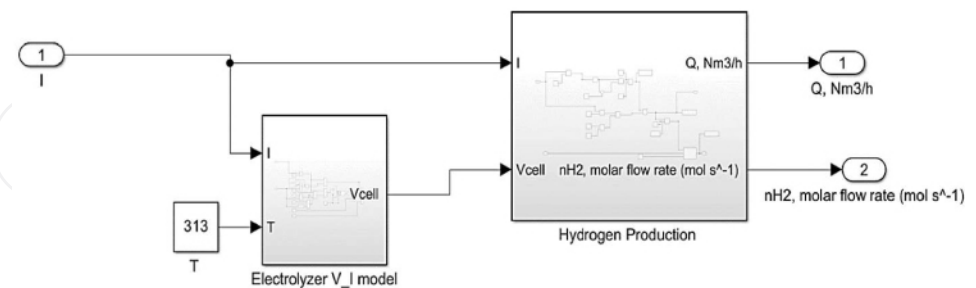 1
I
I
Q, Nm3/h
1
Q, Nm3/h
I
Vcell
Vcell
nH2, molar flow rate (mol s^-1)
2
nH2, molar flow rate (mol s^-1)
313
T
T
Hydrogen Production
Electrolyzer V_I model